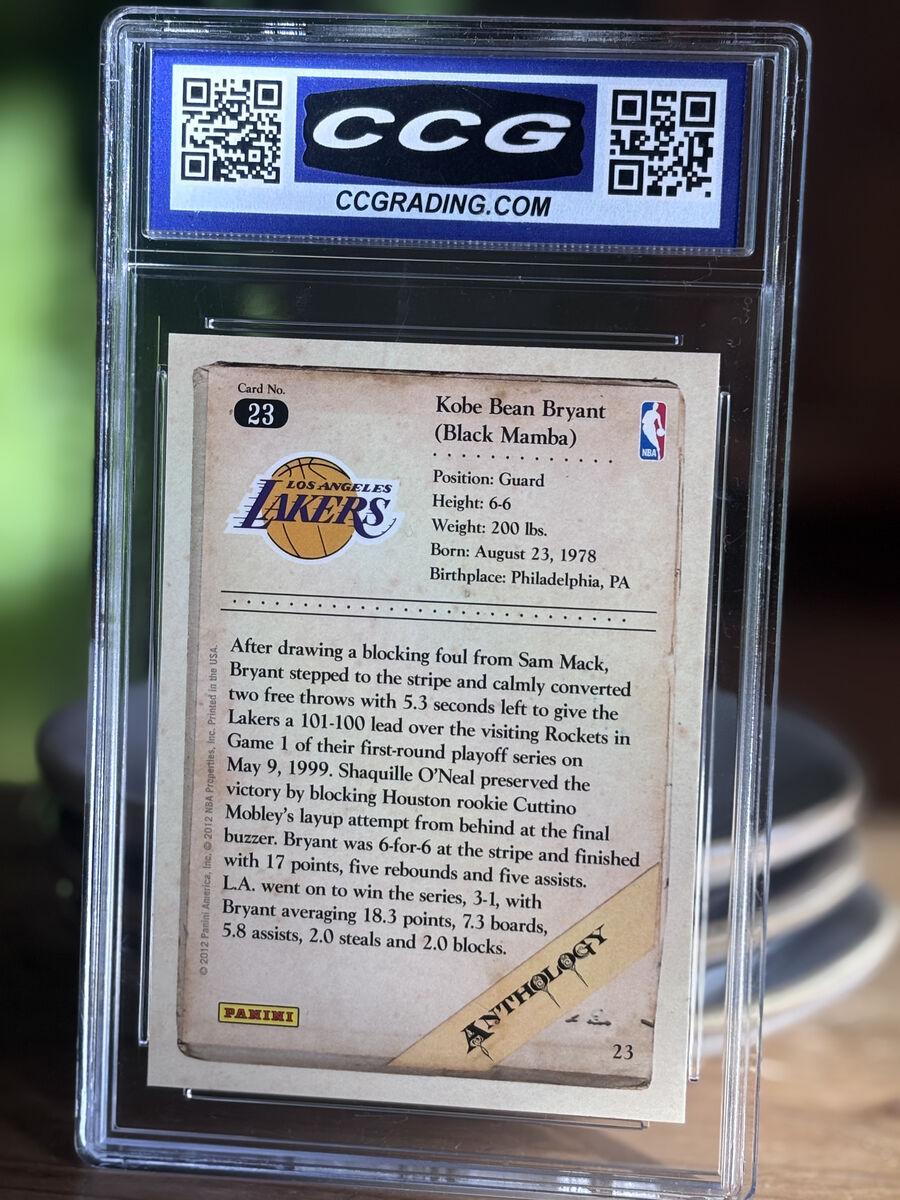 CCG
CCGRADING.COM
Card No.
23
Kobe Bean Bryant
(Black Mamba)
NBA
LOS ANGELES
LAKERS
Position: Guard
Height: 6-6
Weight: 200 lbs.
Born: August 23, 1978
Birthplace: Philadelphia, PA
After drawing a blocking foul from Sam Mack,
Bryant stepped to the stripe and calmly converted
two free throws with 5.3 seconds left to give the
Lakers a 101-100 lead over the visiting Rockets in
Game 1 of their first-round playoff series on
May 9, 1999. Shaquille O'Neal preserved the
victory by blocking Houston rookie Cuttino
Mobley's layup attempt from behind at the final
buzzer. Bryant was 6-for-6 at the stripe and finished
with 17 points, five rebounds and five assists.
L.A. went on to win the series, 3-1, with
Bryant averaging 18.3 points, 7.3 boards,
5.8 assists, 2.0 steals and 2.0 blocks.
© 2012 Panini America, Inc. © 2012 NBA Properties, Inc. Printed in the USA.
PANINI
ANTHOLOGY
23